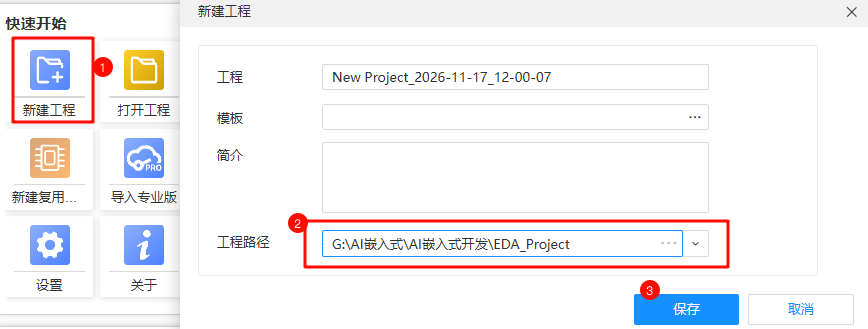 快速开始
新建工程
1
打开工程
新建复用...
PRO
导入专业版
设置
关于
新建工程
工程
New Project_2026-11-17_12-00-07
模板
...
简介
2
工程路径
G:\AI嵌入式\AI嵌入式开发\EDA_Project
...
3
保存
取消